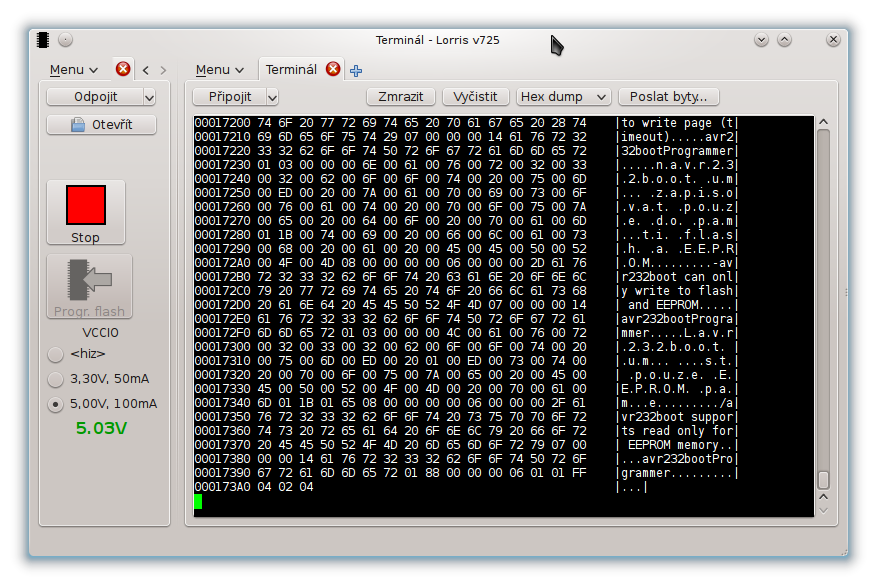 Terminál - Lorris v725
Menu
Menu
Terminál
Odpojit
Připojit
Zmrazit
Vyčistit
Hex dump
Poslat byty...
Otevřít
Stop
Progr. flash
VCCIO
<hiz>
3,30V, 50mA
5,00V, 100mA
5.03V
00017200 74 6F 20 77 72 69 74 65 20 70 61 67 65 20 28 74 |to write page (t|
00017210 69 6D 65 6F 75 74 29 07 00 00 00 14 61 76 72 32 |imeout).....avr2|
00017220 33 32 62 6F 6F 74 50 72 6F 67 72 61 6D 6D 65 72 |32bootProgrammer|
00017230 01 03 00 00 00 6E 00 61 00 76 00 72 00 32 00 33 |.....n.a.v.r.2.3|
00017240 00 32 00 62 00 6F 00 6F 00 74 00 20 00 75 00 6D |.2.b.o.o.t. .u.m|
00017250 00 ED 00 20 00 7A 00 61 00 70 00 69 00 73 00 6F |... .z.a.p.i.s.o|
00017260 00 76 00 61 00 74 00 20 00 70 00 6F 00 75 00 7A |.v.a.t. .p.o.u.z|
00017270 00 65 00 20 00 64 00 6F 00 20 00 70 00 61 00 6D |.e. .d.o. .p.a.m|
00017280 01 1B 00 74 00 69 00 20 00 66 00 6C 00 61 00 73 |...t.i. .f.l.a.s|
00017290 00 68 00 20 00 61 00 20 00 45 00 45 00 50 00 52 |.h. .a. .E.E.P.R|
000172A0 00 4F 00 4D 08 00 00 00 00 06 00 00 00 2D 61 76 |.O.M.........-av|
000172B0 72 32 33 32 62 6F 6F 74 20 63 61 6E 20 6F 6E 6C |r232boot can onl|
000172C0 79 20 77 72 69 74 65 20 74 6F 20 66 6C 61 73 68 |y write to flash|
000172D0 20 61 6E 64 20 45 45 50 52 4F 4D 07 00 00 00 14 | and EEPROM.....|
000172E0 61 76 72 32 33 32 62 6F 6F 74 50 72 6F 67 72 61 |avr232bootProgra|
000172F0 6D 6D 65 72 01 03 00 00 00 4C 00 61 00 76 00 72 |mmer.....L.a.v.r|
00017300 00 32 00 33 00 32 00 62 00 6F 00 6F 00 74 00 20 |.2.3.2.b.o.o.t. |
00017310 00 75 00 6D 00 ED 00 20 01 00 ED 00 73 00 74 00 |.u.m... ....s.t.|
00017320 20 00 70 00 6F 00 75 00 7A 00 65 00 20 00 45 00 | .p.o.u.z.e. .E.|
00017330 45 00 50 00 52 00 4F 00 4D 00 20 00 70 00 61 00 |E.P.R.O.M. .p.a.|
00017340 6D 01 1B 01 65 08 00 00 00 00 06 00 00 00 2F 61 |m...e........./a|
00017350 76 72 32 33 32 62 6F 6F 74 20 73 75 70 70 6F 72 |vr232boot suppor|
00017360 74 73 20 72 65 61 64 20 6F 6E 6C 79 20 66 6F 72 |ts read only for|
00017370 20 45 45 50 52 4F 4D 20 6D 65 6D 6F 72 79 07 00 | EEPROM memory..|
00017380 00 00 14 61 76 72 32 33 32 62 6F 6F 74 50 72 6F |...avr232bootPro|
00017390 67 72 61 6D 6D 65 72 01 88 00 00 00 06 01 01 FF |grammer.........|
000173A0 04 02 04 |...|